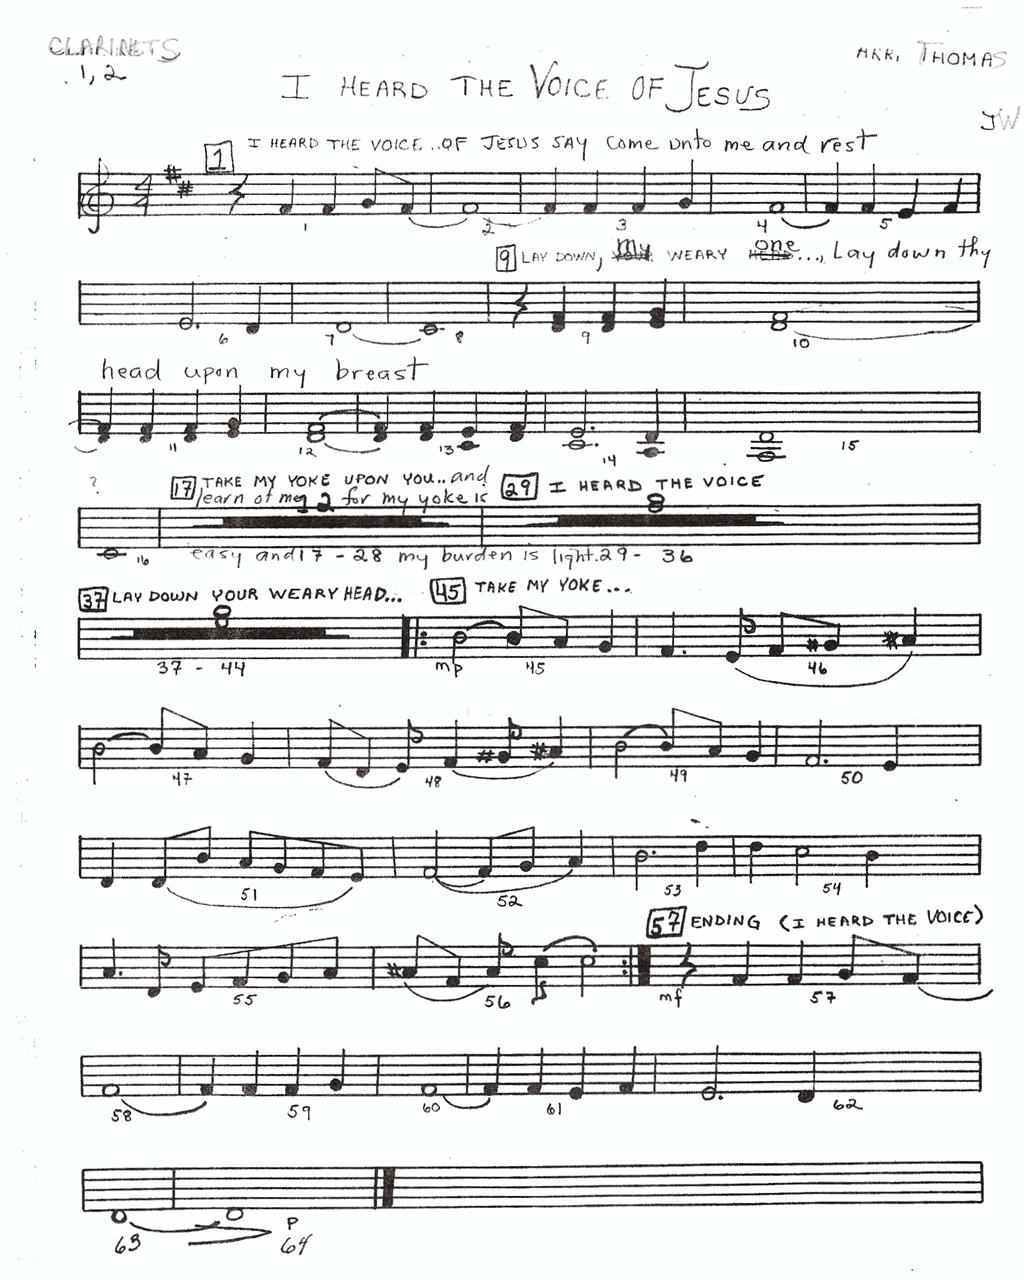 CLARINETS
1, 2
ARR, THOMAS
I HEARD THE VOICE OF JESUS
JW
1 I HEARD THE VOICE..OF JESUS SAY come unto me and rest
4
4
1 2 3 4 5
9 LAY DOWN, my WEARY one..., Lay down thy
6 7 8 9 10
head upon my breast
11 12 13 14 15
?
17 TAKE MY YOKE UPON YOU..and 29 I HEARD THE VOICE
learn of me 12 for my yoke is 8
16 easy and 17 - 28 my burden is light. 29 - 36
37 LAY DOWN YOUR WEARY HEAD... 45 TAKE MY YOKE...
8
37 - 44 mp 45 46
47 48 49 50
51 52 53 54
57 ENDING (I HEARD THE VOICE)
55 56 mf 57
58 59 60 61 62
P
63 64